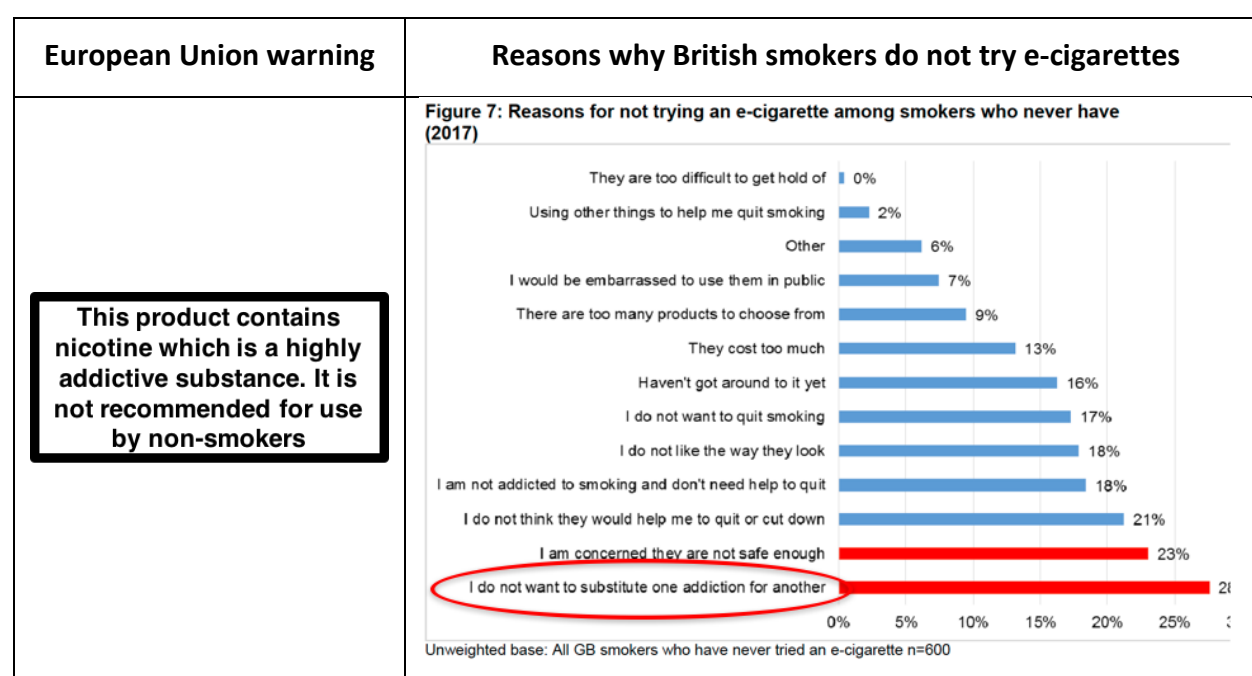 European Union warning
Reasons why British smokers do not try e-cigarettes
This product contains
nicotine which is a highly
addictive substance. It is
not recommended for use
by non-smokers
Figure 7: Reasons for not trying an e-cigarette among smokers who never have
(2017)
They are too difficult to get hold of 0%
Using other things to help me quit smoking 2%
Other 6%
I would be embarrassed to use them in public 7%
There are too many products to choose from 9%
They cost too much 13%
Haven't got around to it yet 16%
I do not want to quit smoking 17%
I do not like the way they look 18%
I am not addicted to smoking and don't need help to quit 18%
I do not think they would help me to quit or cut down 21%
I am concerned they are not safe enough 23%
I do not want to substitute one addiction for another
0% 5% 10% 15% 20% 25%
Unweighted base: All GB smokers who have never tried an e-cigarette n=600